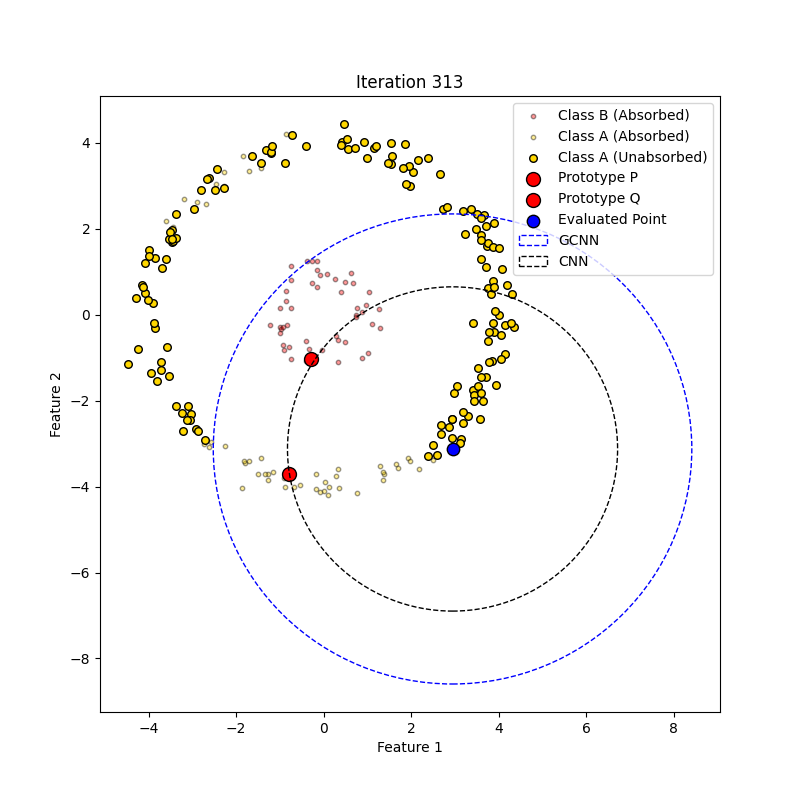 Iteration 313
Class B (Absorbed)
Class A (Absorbed)
Class A (Unabsorbed)
Prototype P
Prototype Q
Evaluated Point
GCNN
CNN
Feature 2
4
2
0
−2
−4
−6
−8
−4
−2
0
2
4
6
8
Feature 1